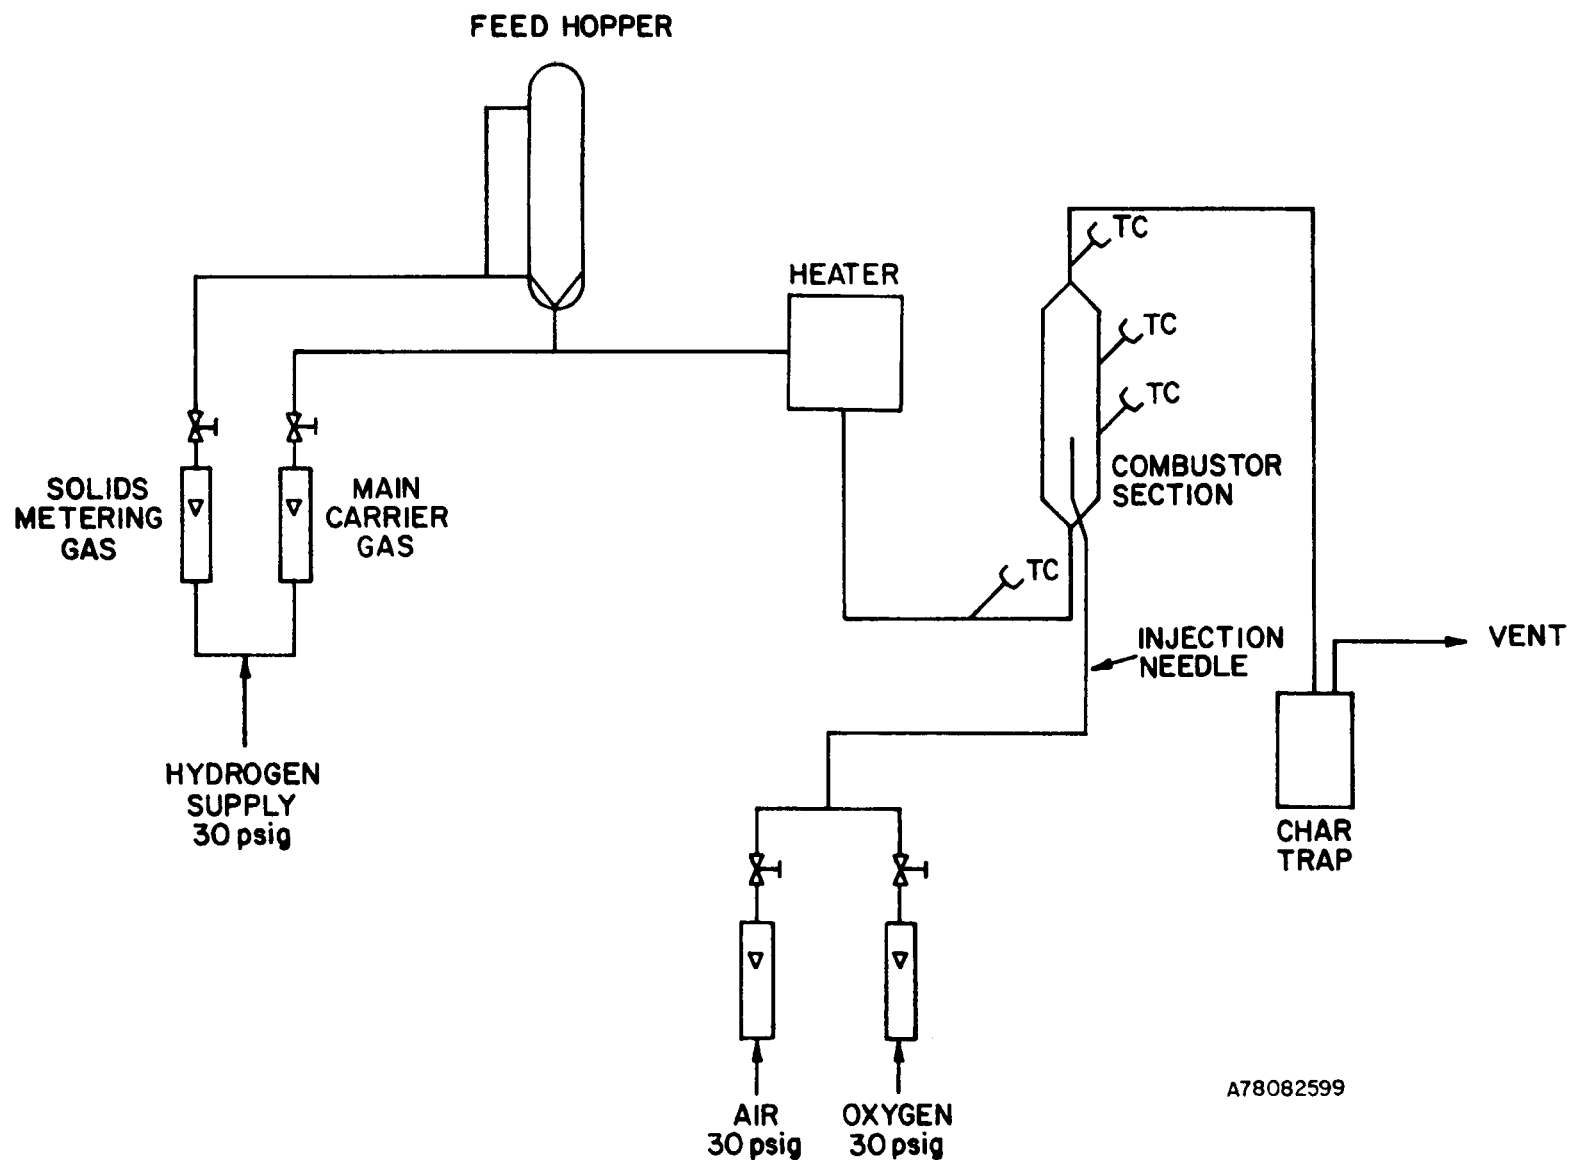 FEED HOPPER
TC
HEATER
TC
TC
COMBUSTOR
SECTION
SOLIDS
METERING
GAS
MAIN
CARRIER
GAS
TC
INJECTION
NEEDLE
VENT
HYDROGEN
SUPPLY
30 psig
CHAR
TRAP
AIR
30 psig
OXYGEN
30 psig
A78082599